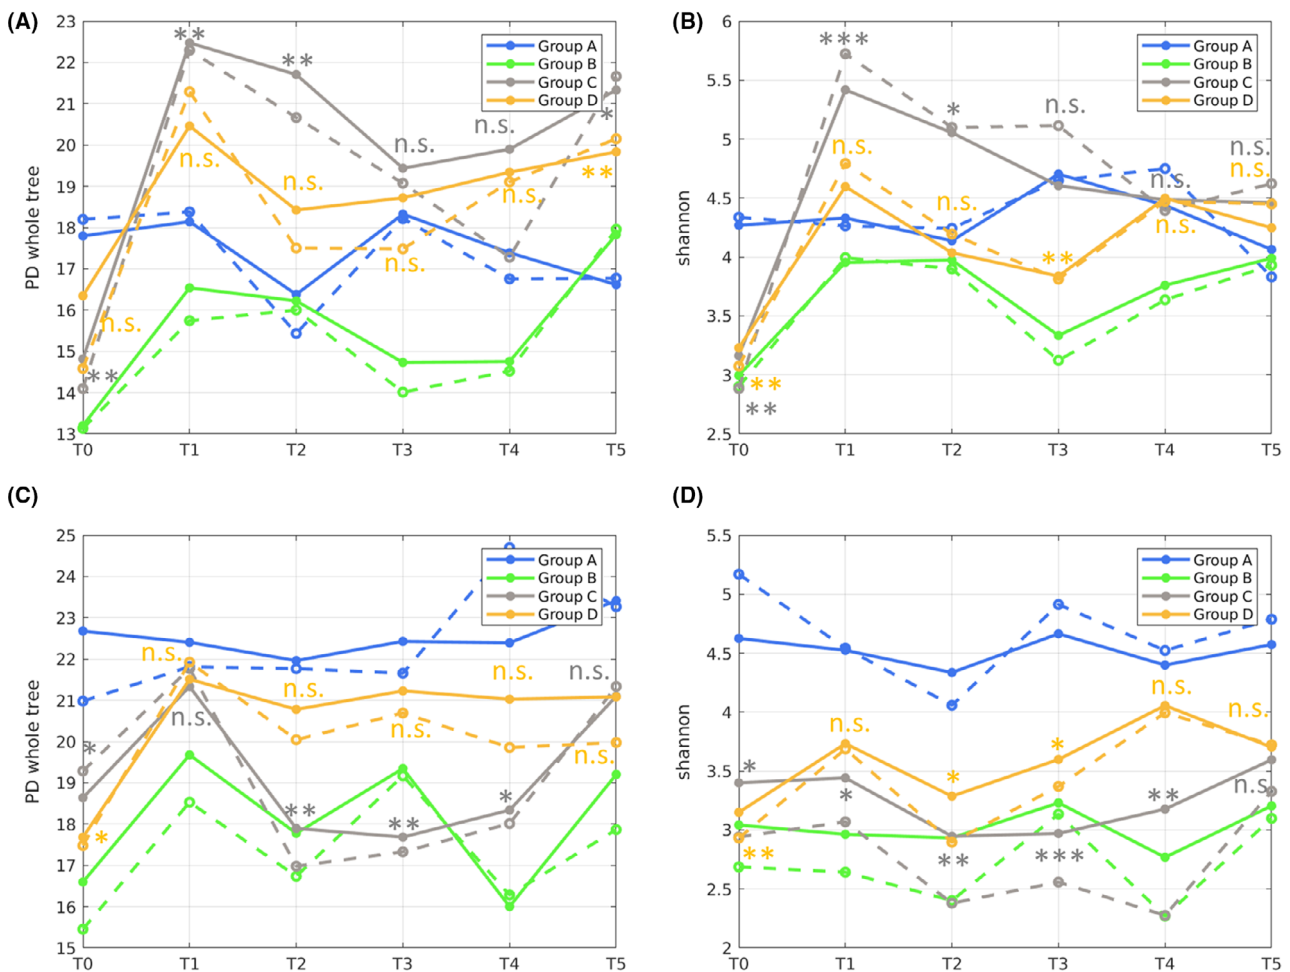 (A)
23
22
21
20
19
18
17
16
15
14
13
PD whole tree
T0 T1 T2 T3 T4 T5
Group A
Group B
Group C
Group D
**
**
n.s.
n.s.
*
n.s.
n.s.
**
n.s.
n.s.
n.s.
**
(B)
6
5.5
5
4.5
4
3.5
3
2.5
shannon
T0 T1 T2 T3 T4 T5
Group A
Group B
Group C
Group D
***
*
n.s.
n.s.
n.s.
n.s.
n.s.
n.s.
n.s.
**
**
**
(C)
25
24
23
22
21
20
19
18
17
16
15
PD whole tree
T0 T1 T2 T3 T4 T5
Group A
Group B
Group C
Group D
n.s.
n.s.
n.s.
n.s.
n.s.
n.s.
*
n.s.
**
**
*
*
(D)
5.5
5
4.5
4
3.5
3
2.5
2
shannon
T0 T1 T2 T3 T4 T5
Group A
Group B
Group C
Group D
n.s.
n.s.
n.s.
*
*
*
*
**
n.s.
**
**
***